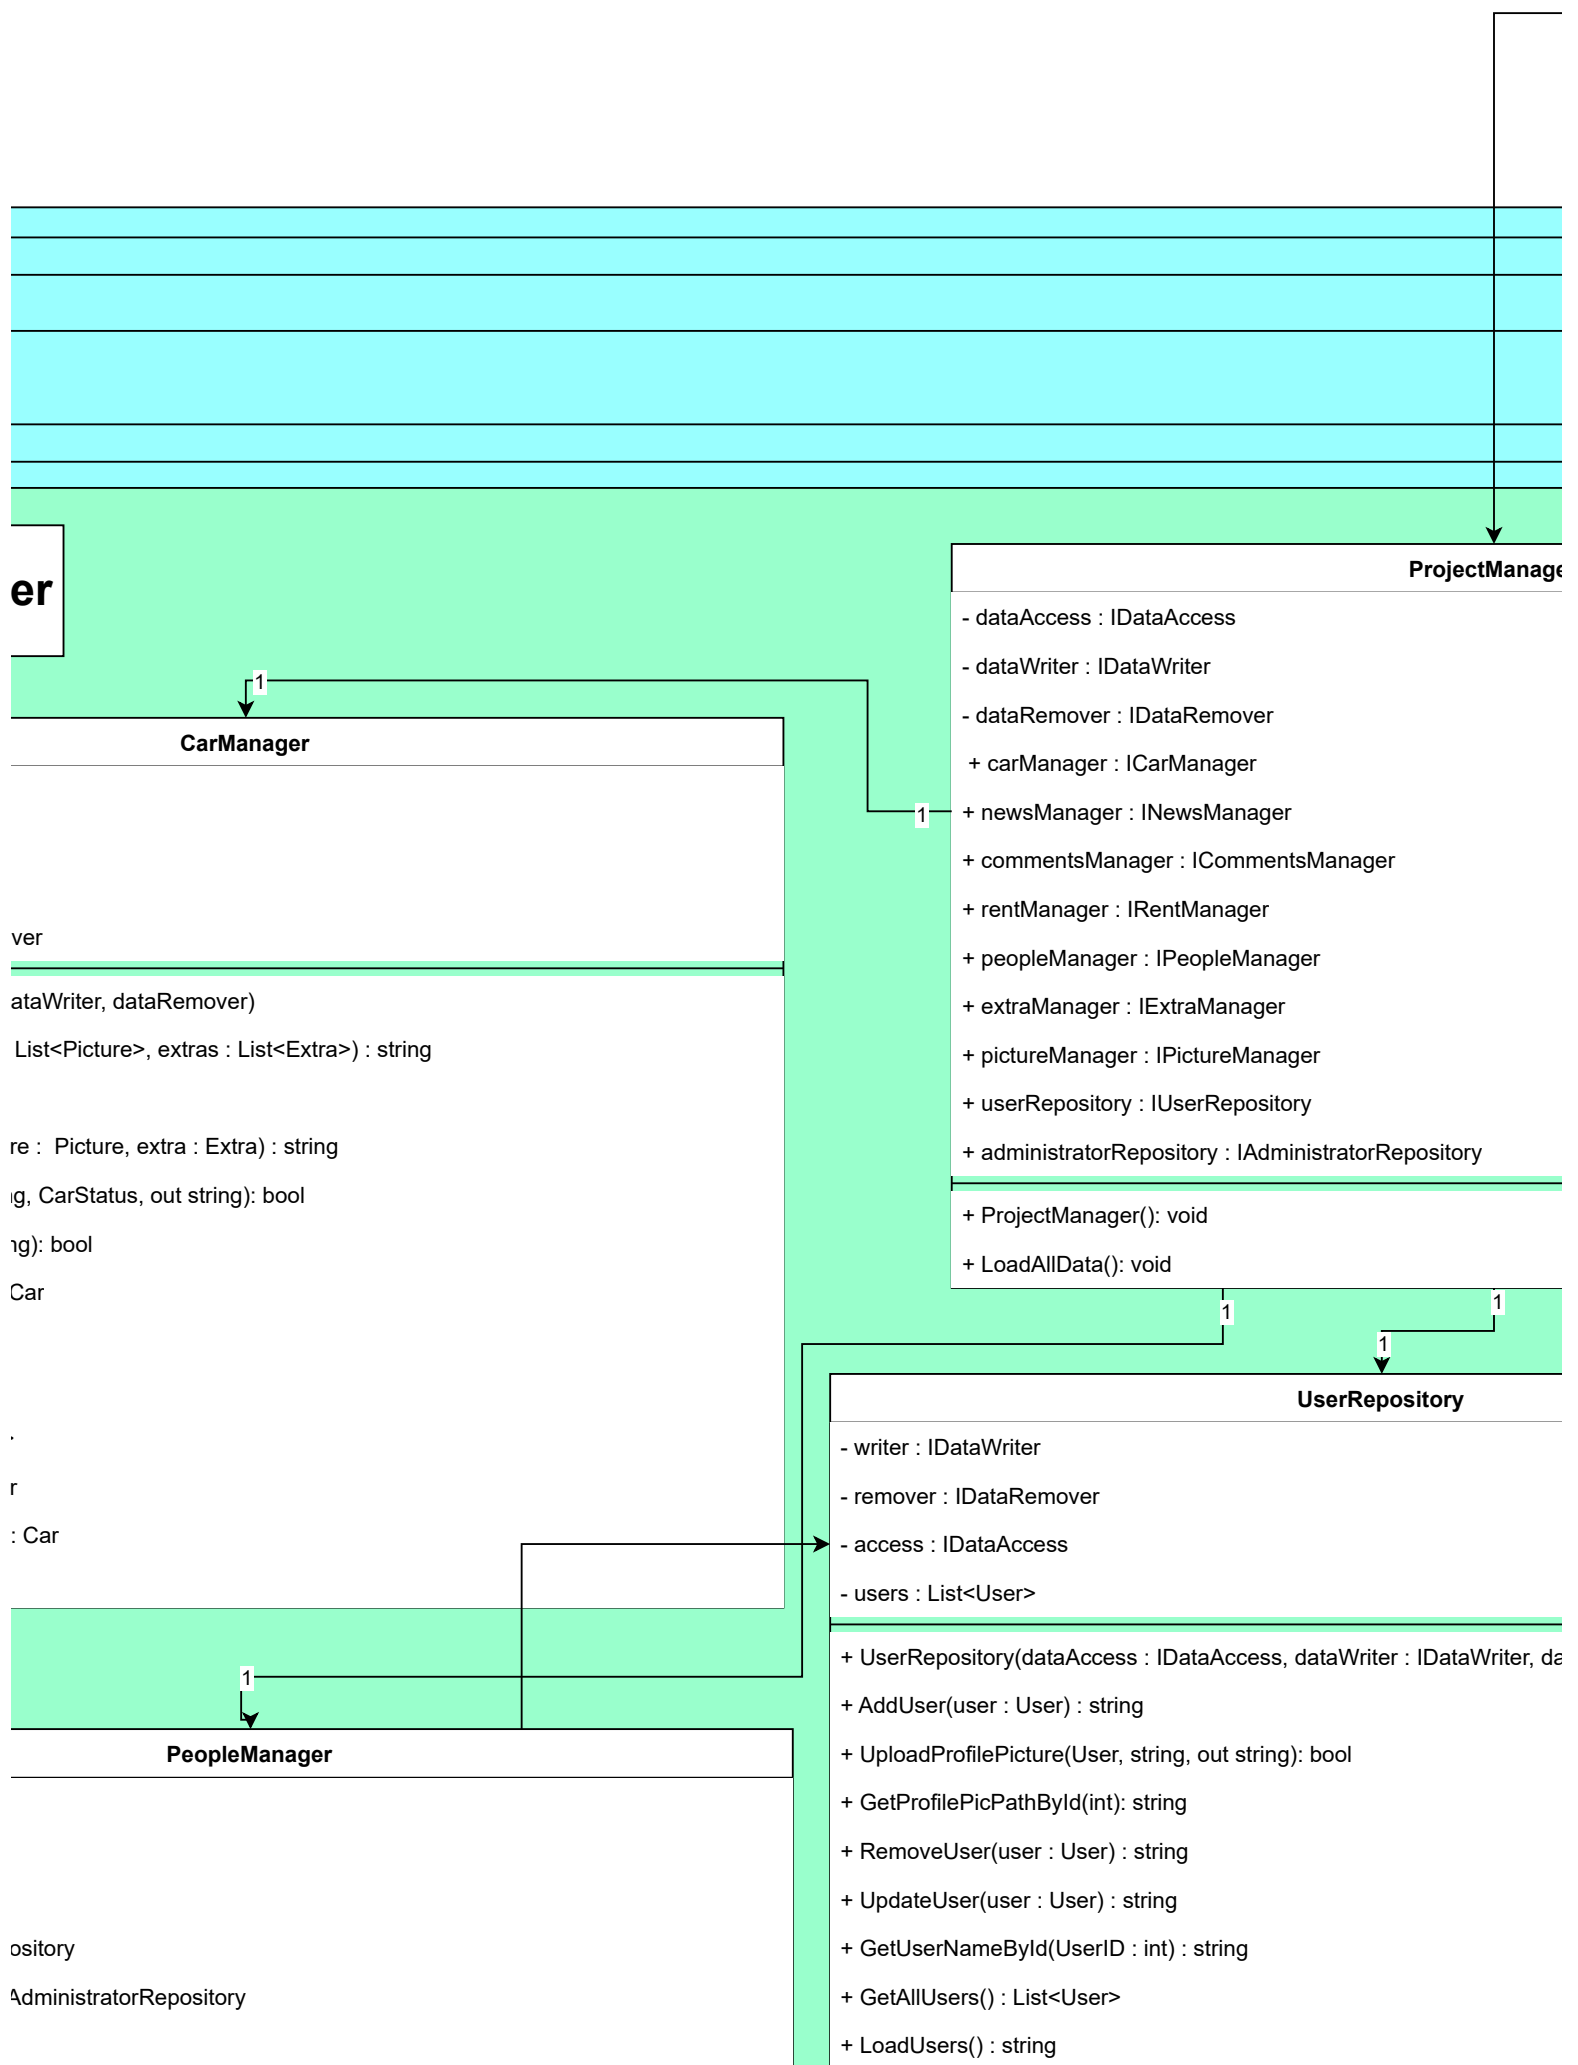 er
ProjectManage
- dataAccess : IDataAccess
- dataWriter : IDataWriter
- dataRemover : IDataRemover
+ carManager : ICarManager
+ newsManager : INewsManager
+ commentsManager : ICommentsManager
+ rentManager : IRentManager
+ peopleManager : IPeopleManager
+ extraManager : IExtraManager
+ pictureManager : IPictureManager
+ userRepository : IUserRepository
+ administratorRepository : IAdministratorRepository
+ ProjectManager(): void
+ LoadAllData(): void
1
1
CarManager
ver
ataWriter, dataRemover)
List<Picture>, extras : List<Extra>) : string
re :  Picture, extra : Extra) : string
g, CarStatus, out string): bool
ng): bool
Car
r
: Car
1
1
1
UserRepository
- writer : IDataWriter
- remover : IDataRemover
- access : IDataAccess
- users : List<User>
+ UserRepository(dataAccess : IDataAccess, dataWriter : IDataWriter, da
+ AddUser(user : User) : string
+ UploadProfilePicture(User, string, out string): bool
+ GetProfilePicPathById(int): string
+ RemoveUser(user : User) : string
+ UpdateUser(user : User) : string
+ GetUserNameById(UserID : int) : string
+ GetAllUsers() : List<User>
+ LoadUsers() : string
1
PeopleManager
ository
AdministratorRepository